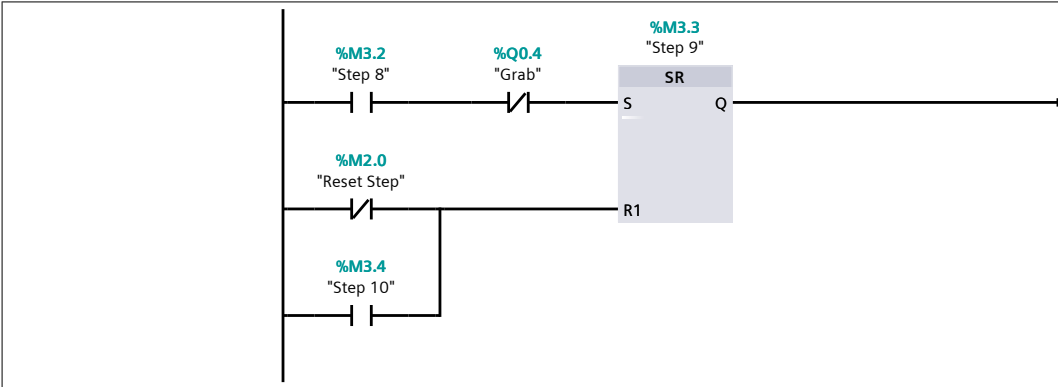 %M3.3
"Step 9"
%M3.2
%Q0.4
"Step 8"
"Grab"
SR
S
Q
%M2.0
"Reset Step"
R1
%M3.4
"Step 10"